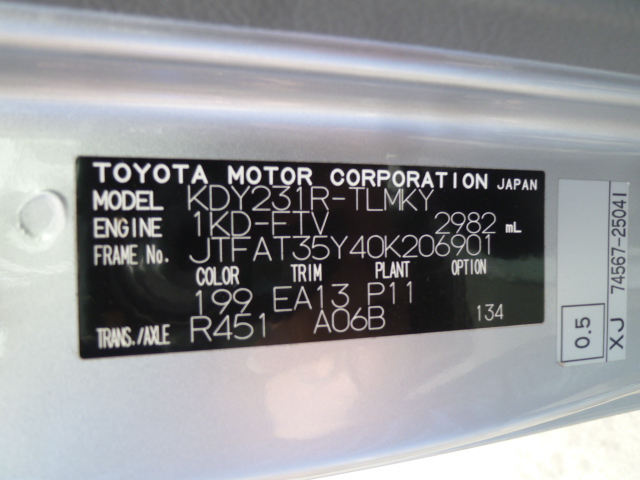 TOYOTA MOTOR CORPORATION JAPAN
MODEL KDY231R-TLMKY
ENGINE 1KD-FTV 2982 mL
FRAME No. JTFAT35Y40K206901
COLOR TRIM PLANT OPTION
199 EA13 P11
TRANS./AXLE R451 A06B 134
0.5
XJ 74567-25041